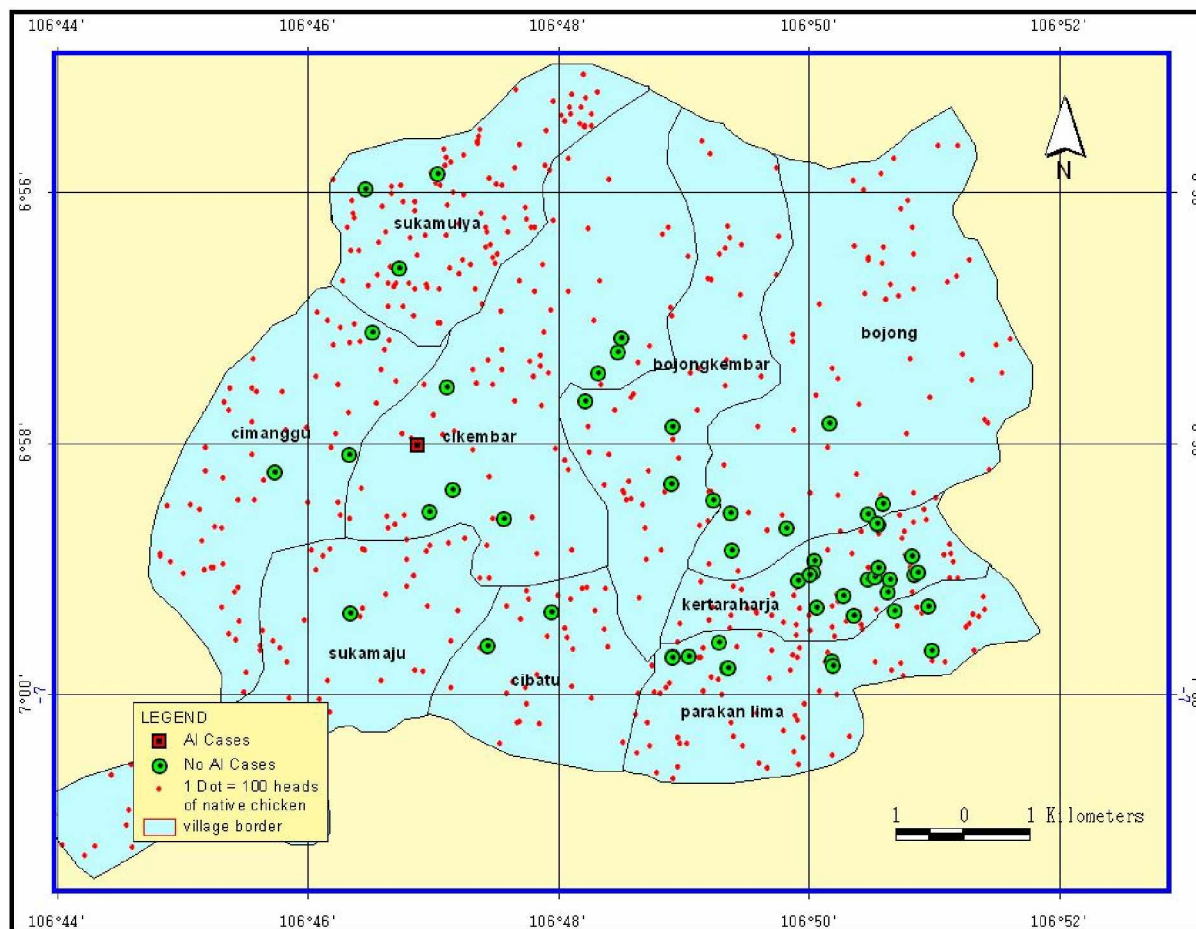 106°44' 106°46' 106°48' 106°50' 106°52'
N
6°56'
sukamulya
bojong
bojongkembar
cimanggu
cikembar
6°58'
kertaraharja
sukamaju
cibatu
parakan lima
7°00'
LEGEND
AI Cases
No AI Cases
1 Dot = 100 heads
of native chicken
village border
1 0 1 Kilometers
106°44' 106°46' 106°48' 106°50' 106°52'